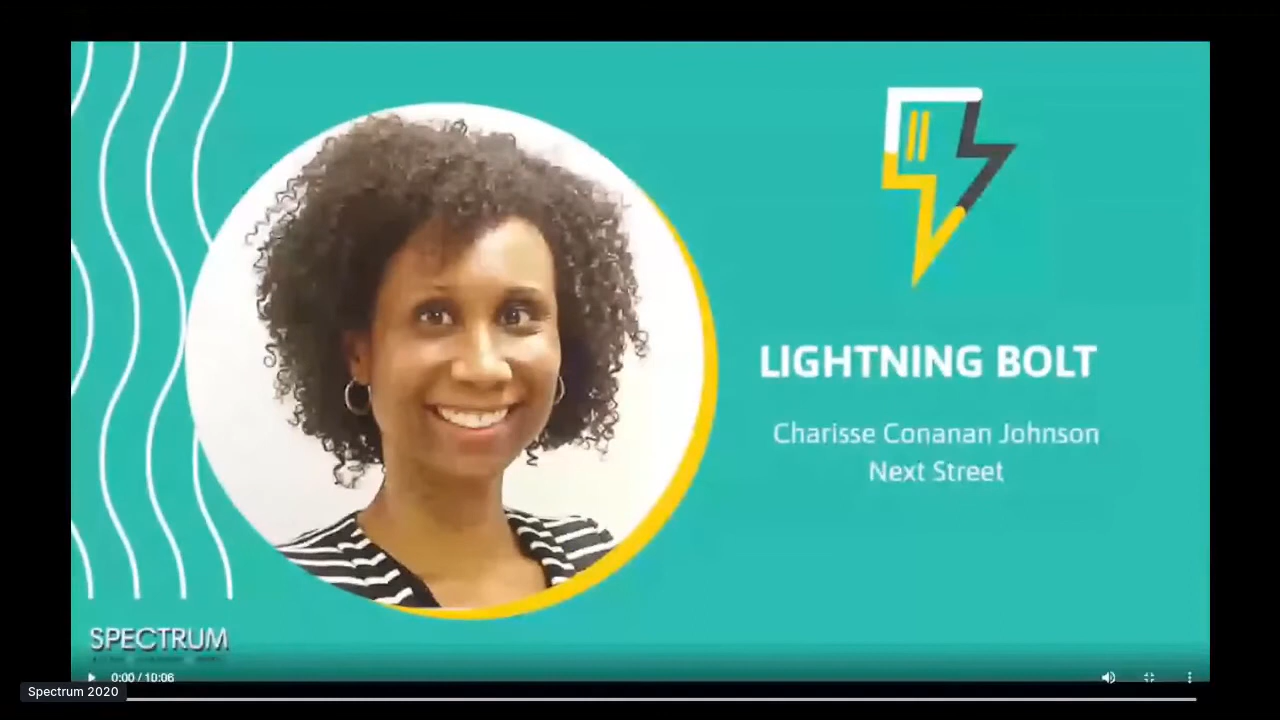 LIGHTNING BOLT
Charisse Conanan Johnson
Next Street
SPECTRUM
0:00 / 10:06
Spectrum 2020